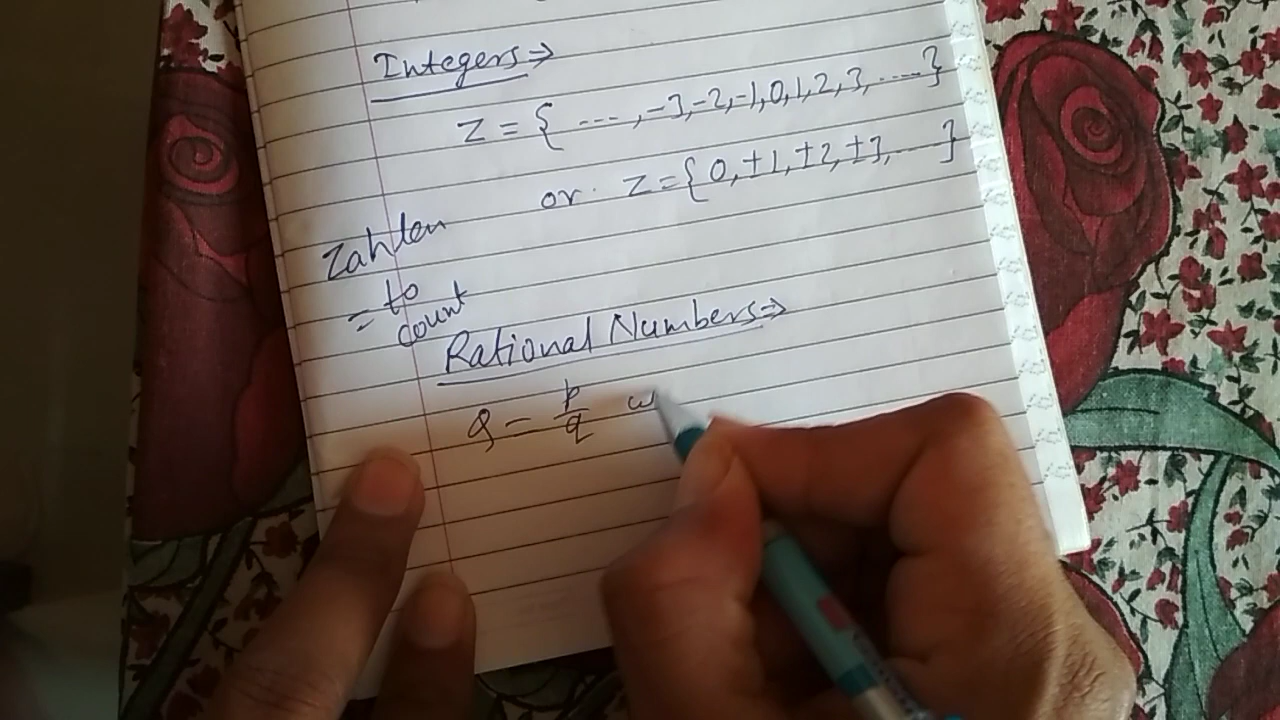 Integers ⇒
Z = { ---, -3, -2, -1, 0, 1, 2, 3, ----- }
or Z = { 0, ±1, ±2, ±3, ---- }
Zahlen
= to
count
Rational Numbers ⇒
Q = p/q w